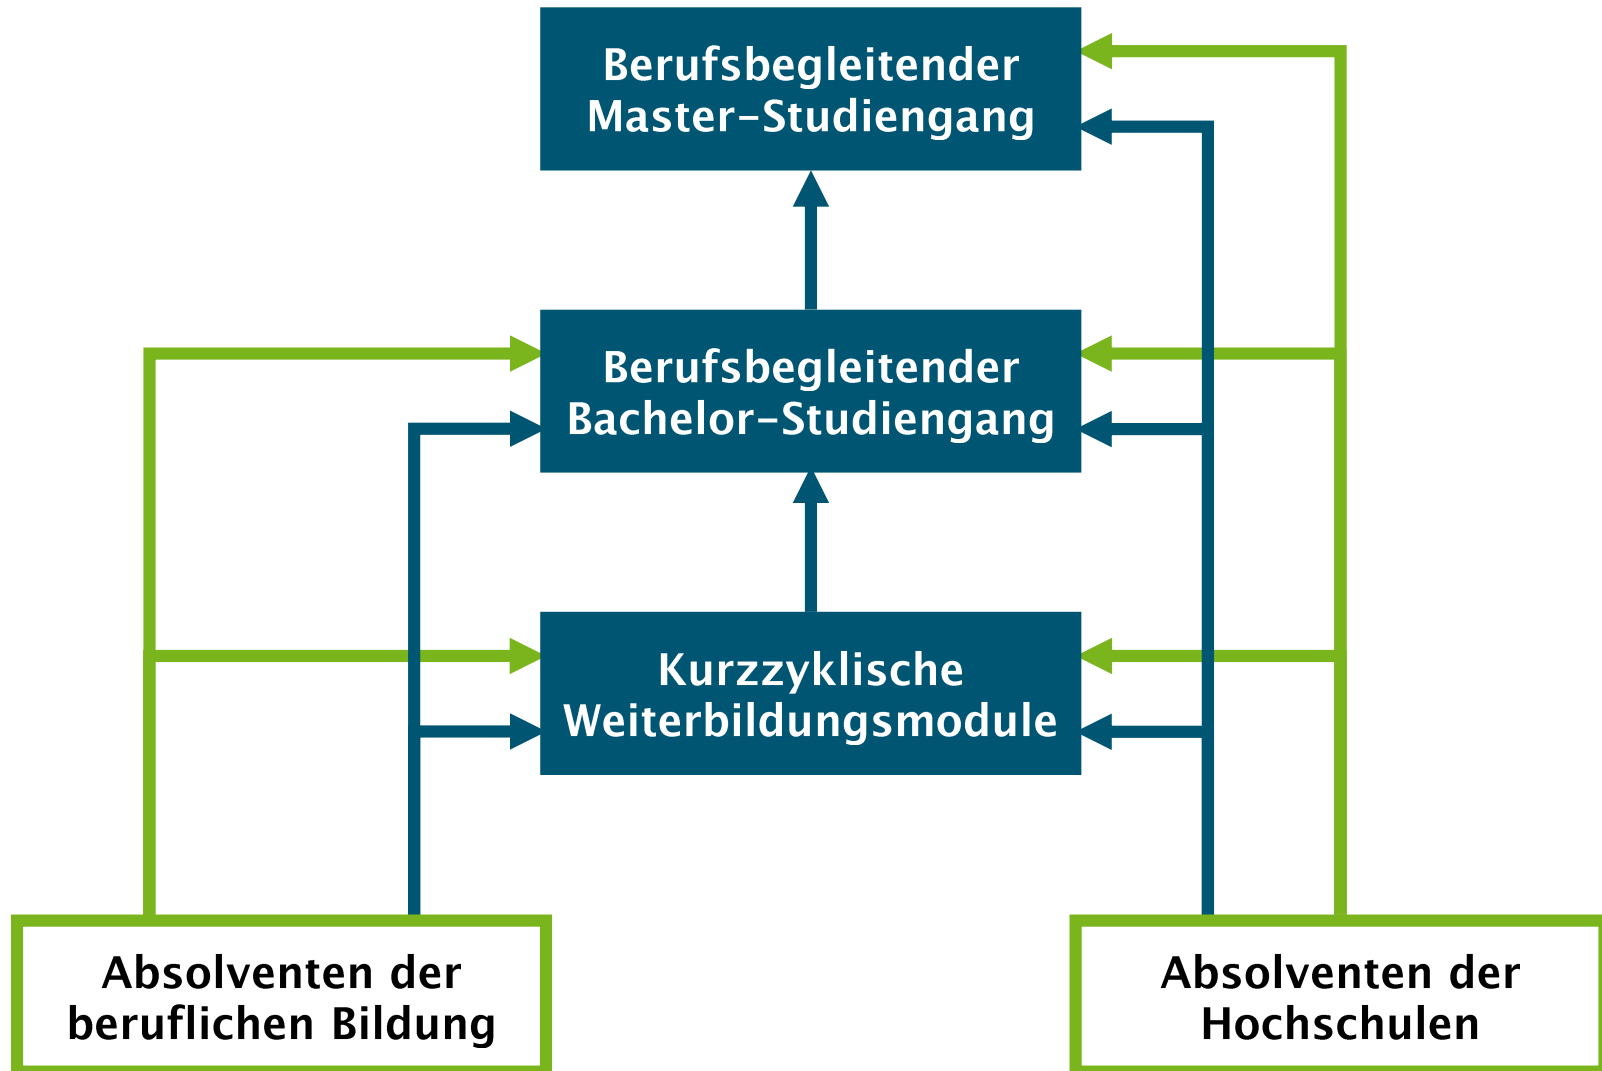 Berufsbegleitender
Master-Studiengang
Berufsbegleitender
Bachelor-Studiengang
Kurzzyklische
Weiterbildungsmodule
Absolventen der
beruflichen Bildung
Absolventen der
Hochschulen